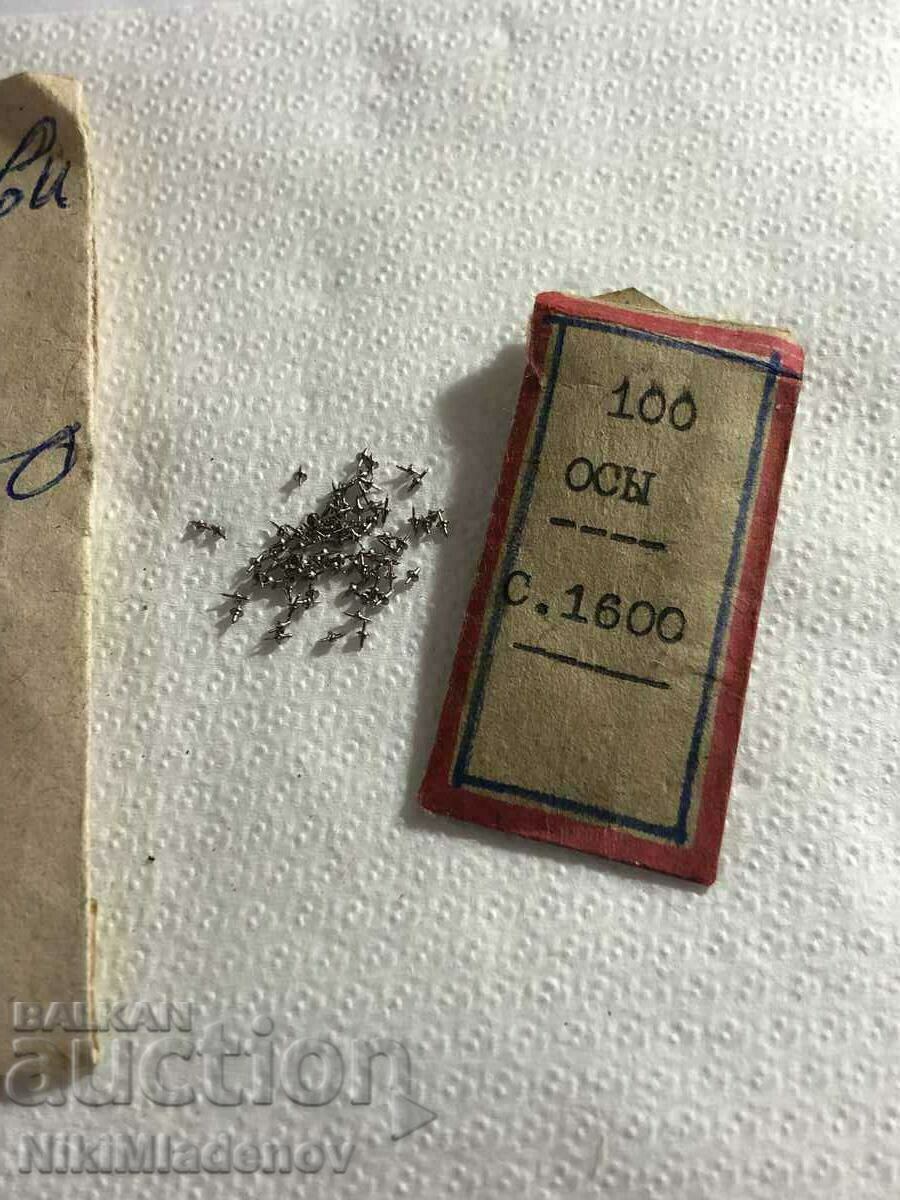 100
ОСЫ
----
С.1600
BALKAN
auction
NikiMladenov